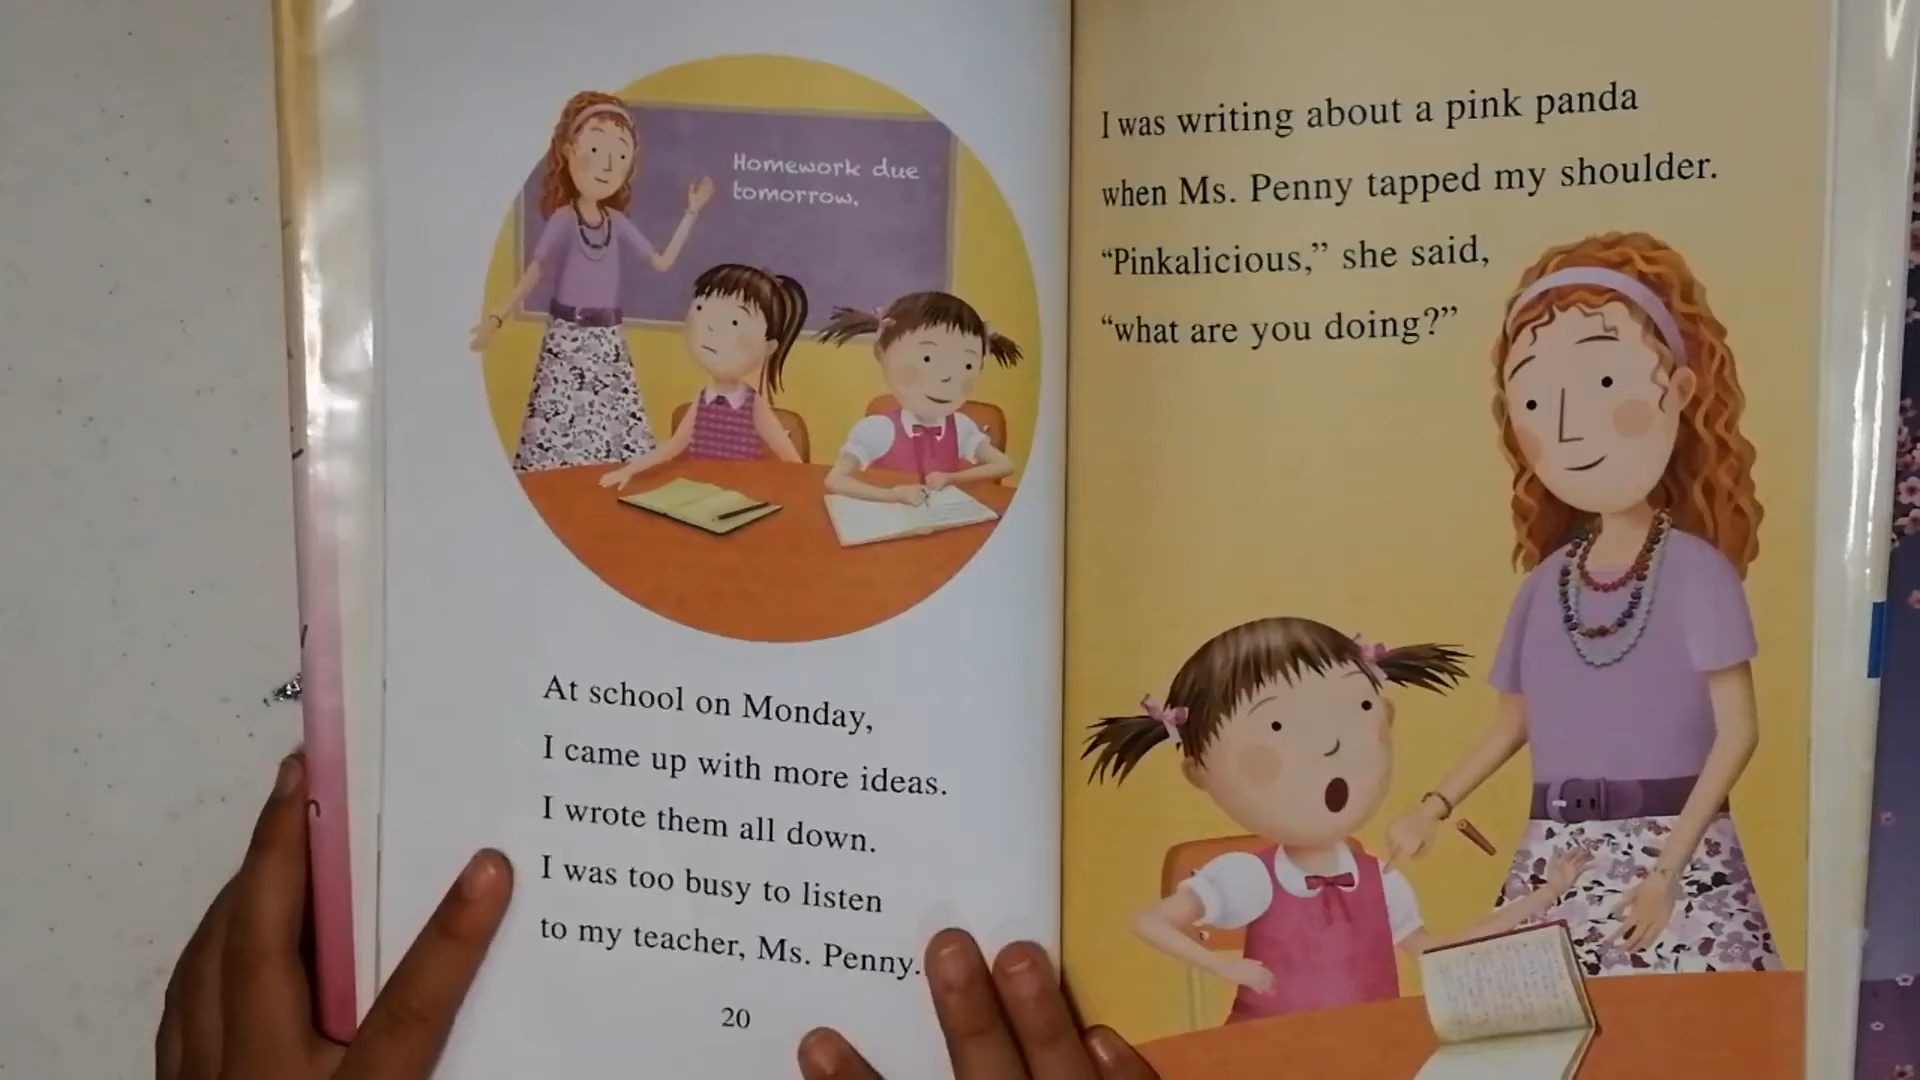 Homework due
tomorrow.
At school on Monday,
I came up with more ideas.
I wrote them all down.
I was too busy to listen
to my teacher, Ms. Penny.
20
I was writing about a pink panda
when Ms. Penny tapped my shoulder.
“Pinkalicious,” she said,
“what are you doing?”